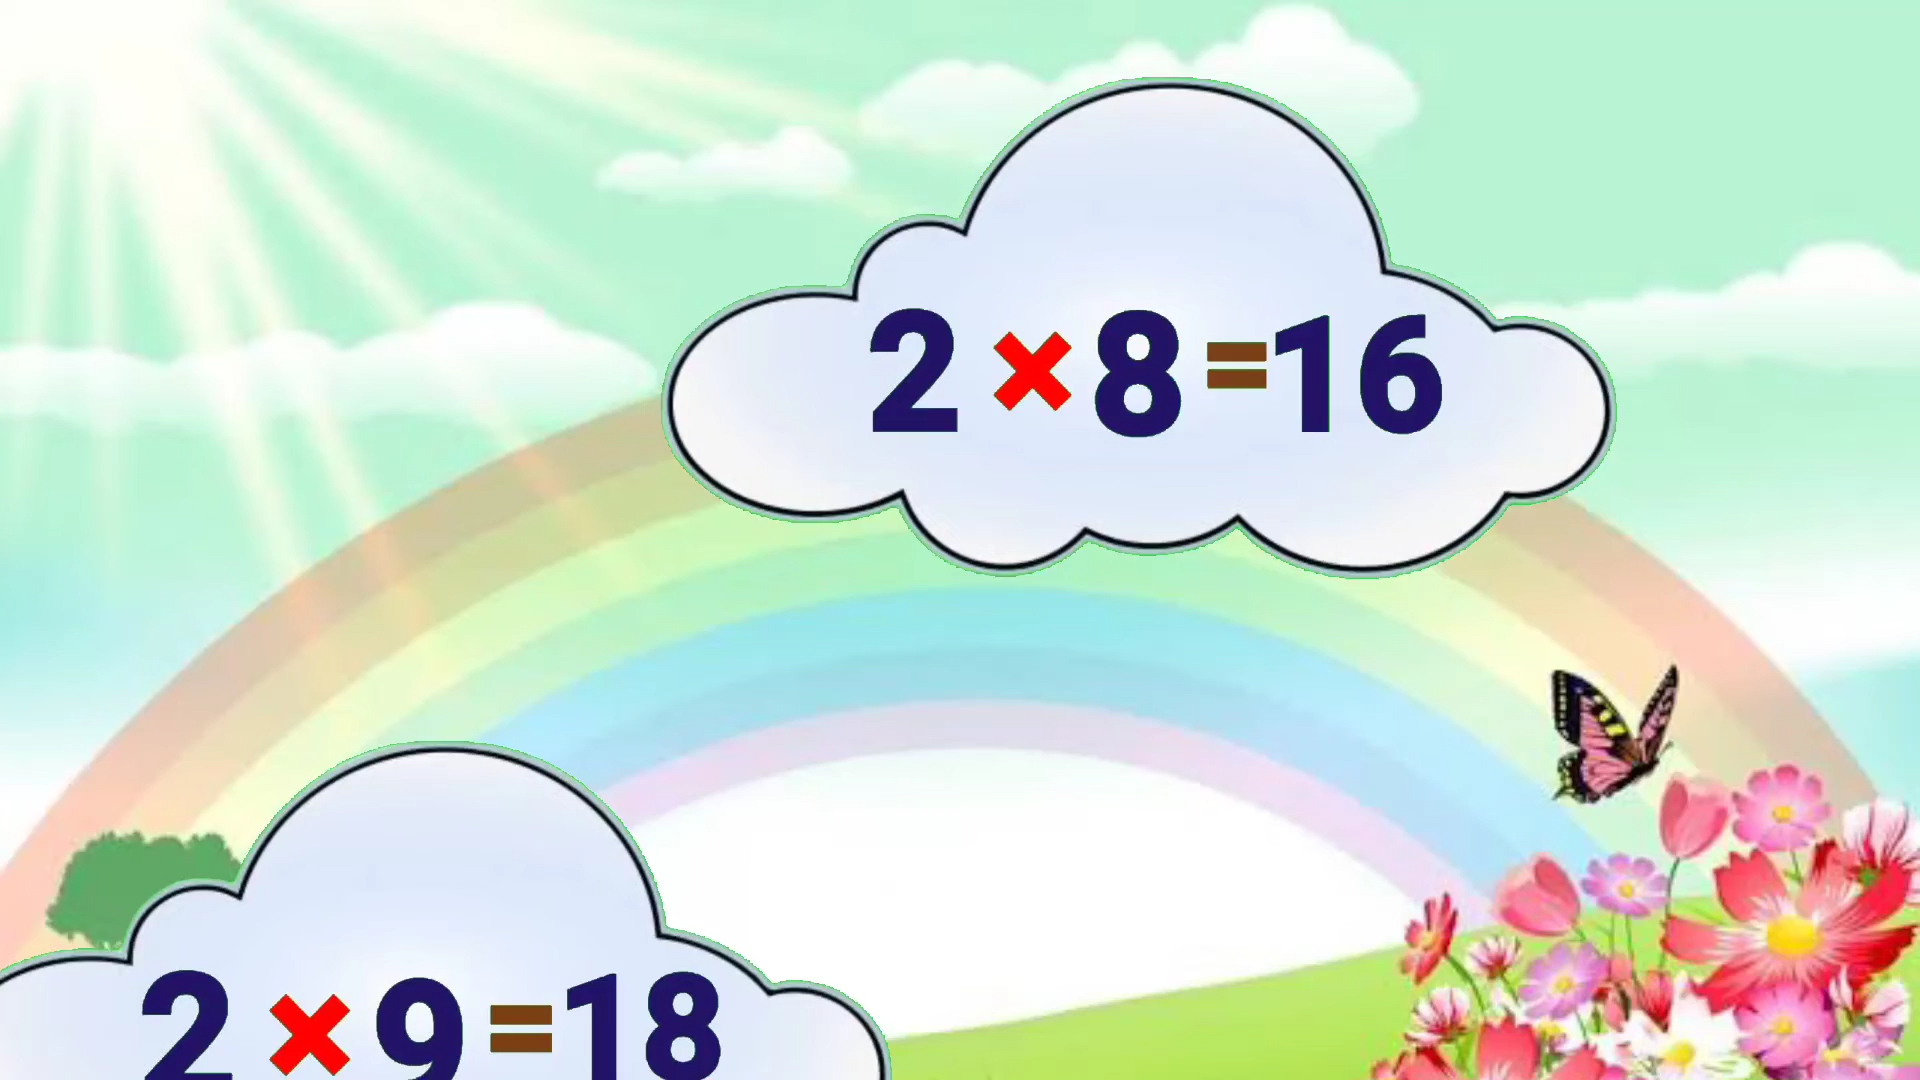 2 × 8 = 16
2 × 9 = 18